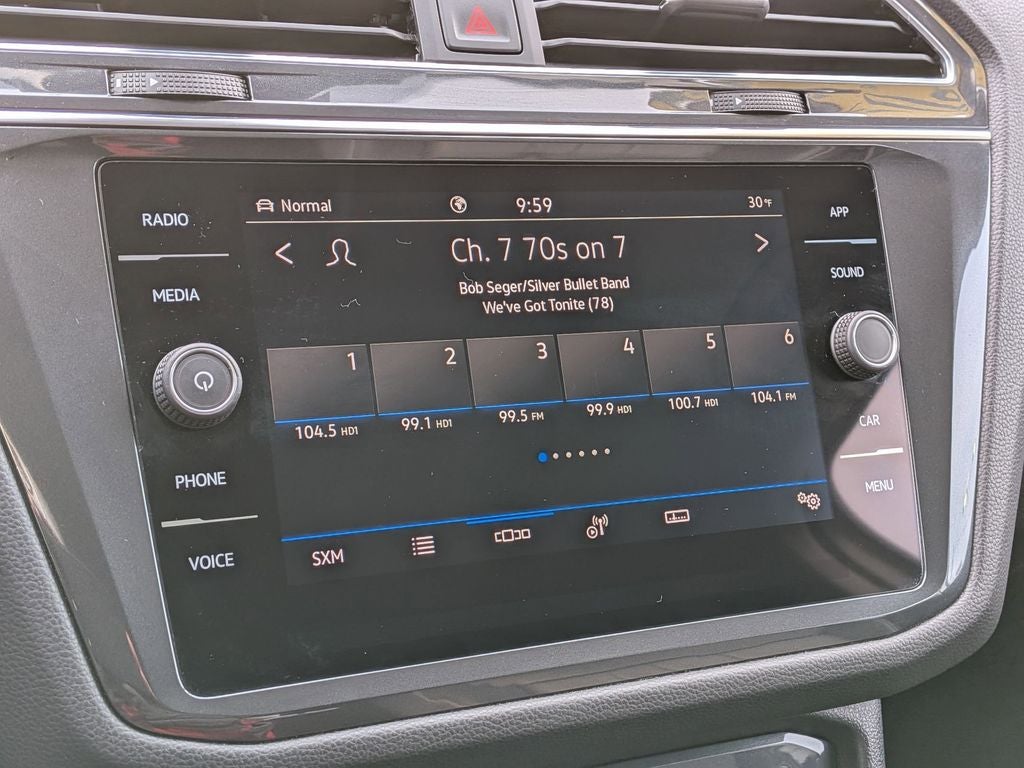 RADIO
MEDIA
PHONE
VOICE
Normal
9:59
30°F
Ch. 7 70s on 7
Bob Seger/Silver Bullet Band
We've Got Tonite (78)
1 2 3 4 5 6
104.5 HD1 99.1 HD1 99.5 FM 99.9 HD1 100.7 HD1 104.1 FM
SXM
APP
SOUND
CAR
MENU